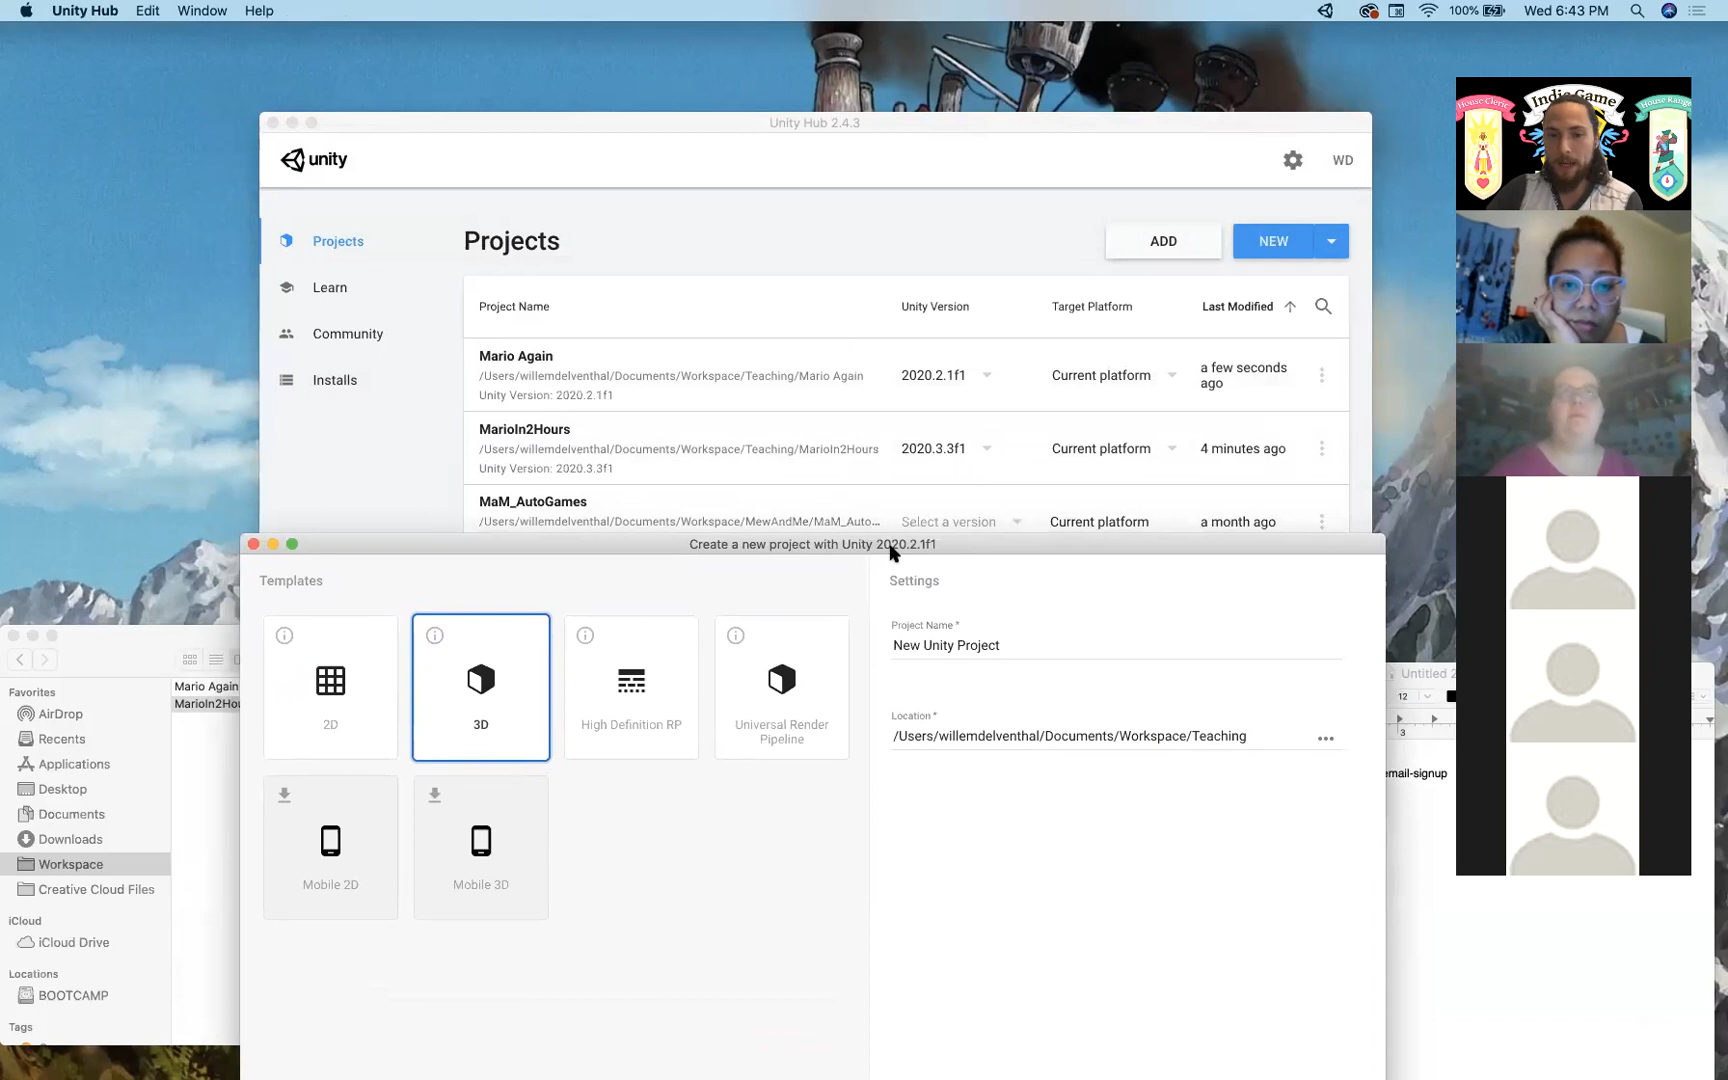 Unity Hub Edit Window Help 100% Wed 6:43 PM
Unity Hub 2.4.3
unity WD
Projects
Learn
Community
Installs
Projects ADD NEW
Project Name Unity Version Target Platform Last Modified
Mario Again
/Users/willemdelventhal/Documents/Workspace/Teaching/Mario Again
Unity Version: 2020.2.1f1
2020.2.1f1 Current platform a few seconds
ago
MarioIn2Hours
/Users/willemdelventhal/Documents/Workspace/Teaching/MarioIn2Hours
Unity Version: 2020.3.3f1
2020.3.3f1 Current platform 4 minutes ago
MaM_AutoGames
/Users/willemdelventhal/Documents/Workspace/MewAndMe/MaM_Auto...
Select a version Current platform a month ago
Create a new project with Unity 2020.2.1f1
Templates
2D
3D
High Definition RP
Universal Render
Pipeline
Mobile 2D
Mobile 3D
Settings
Project Name *
New Unity Project
Location *
/Users/willemdelventhal/Documents/Workspace/Teaching
Favorites
AirDrop
Recents
Applications
Desktop
Documents
Downloads
Workspace
Creative Cloud Files
iCloud
iCloud Drive
Locations
BOOTCAMP
Tags
Mario Again
MarioIn2Hou
Untitled 2
12
3
email-signup
House Cleric
Indie Game
House Rang